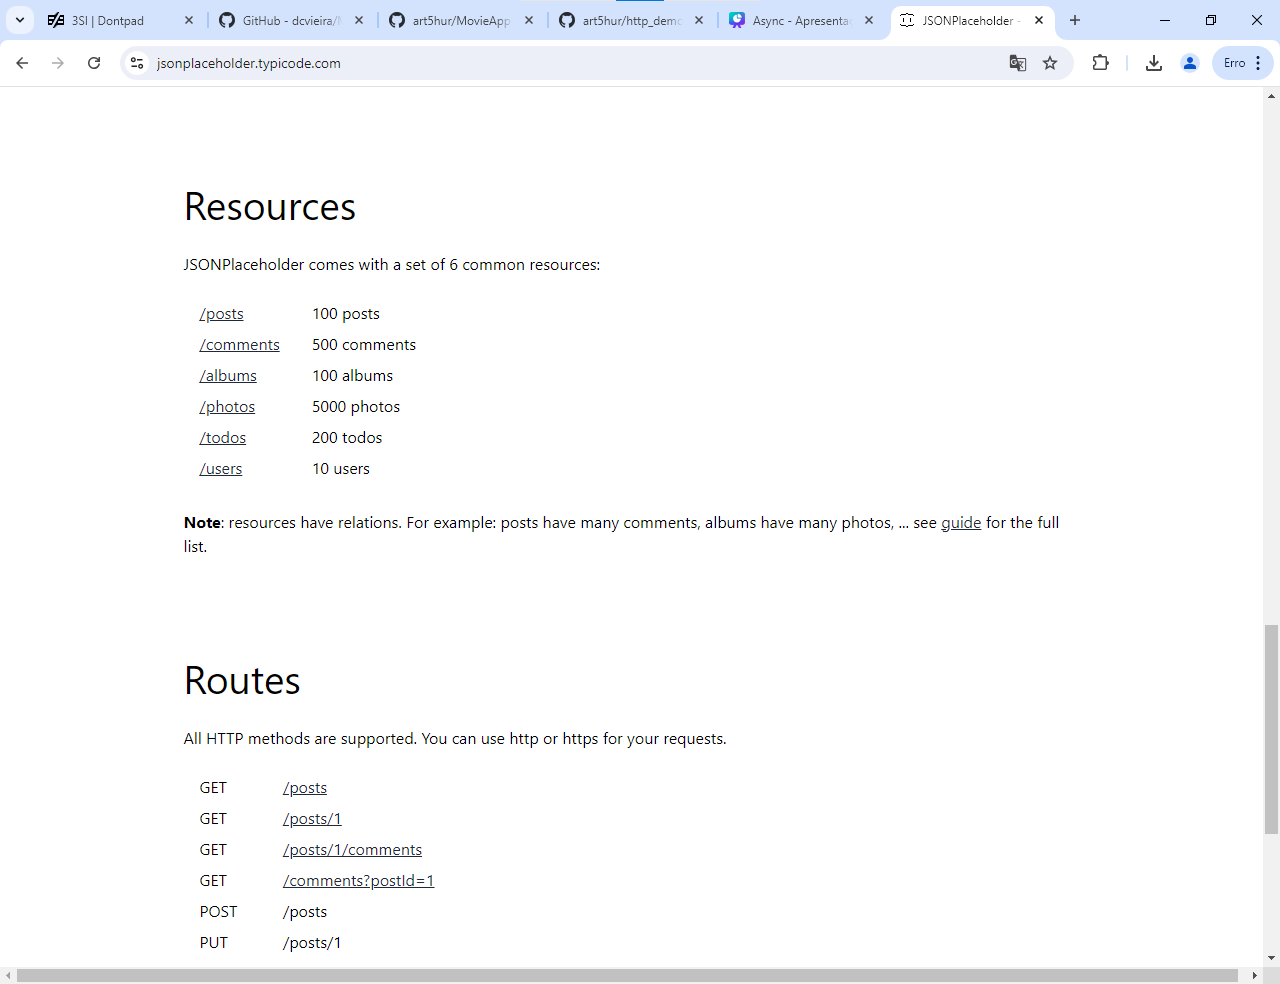 3SI | Dontpad
GitHub - dcvieira/
art5hur/MovieApp
art5hur/http_demo
Async - Apresenta
JSONPlaceholder -
jsonplaceholder.typicode.com
Erro
Resources
JSONPlaceholder comes with a set of 6 common resources:
/posts 100 posts
/comments 500 comments
/albums 100 albums
/photos 5000 photos
/todos 200 todos
/users 10 users
Note: resources have relations. For example: posts have many comments, albums have many photos, ... see guide for the full
list.
Routes
All HTTP methods are supported. You can use http or https for your requests.
GET /posts
GET /posts/1
GET /posts/1/comments
GET /comments?postId=1
POST /posts
PUT /posts/1